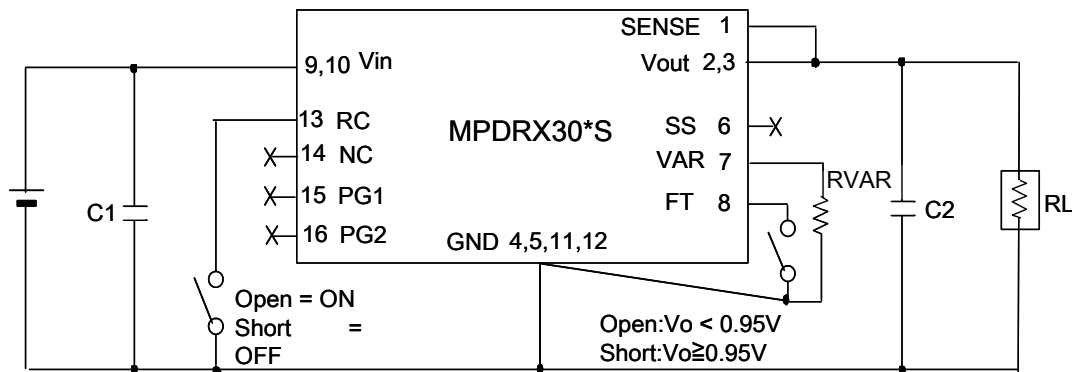 SENSE 1
9,10 Vin
Vout 2,3
13 RC
MPDRX30*S
SS 6
14 NC
VAR 7
RVAR
15 PG1
FT 8
C1
C2
RL
16 PG2
GND 4,5,11,12
Open = ON
Short =
OFF
Open:Vo < 0.95V
Short:Vo≧0.95V